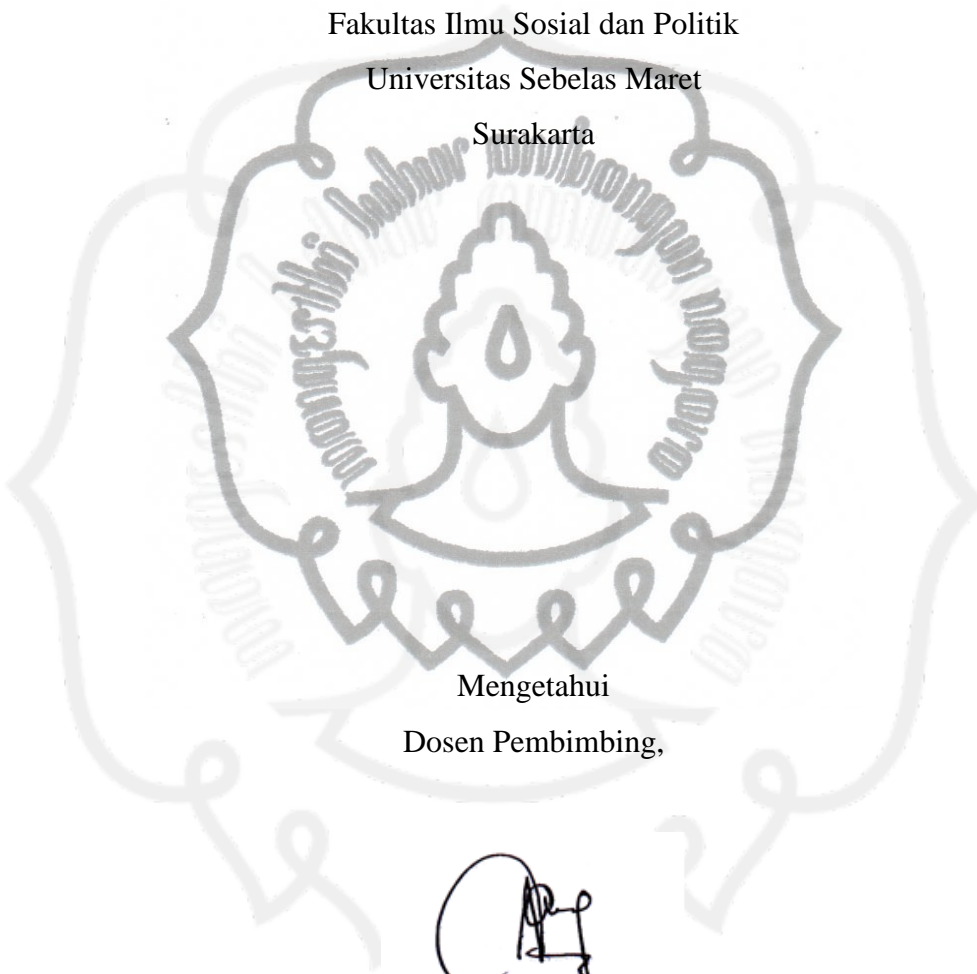 Fakultas Ilmu Sosial dan Politik
Universitas Sebelas Maret
Surakarta
Mengetahui
Dosen Pembimbing,